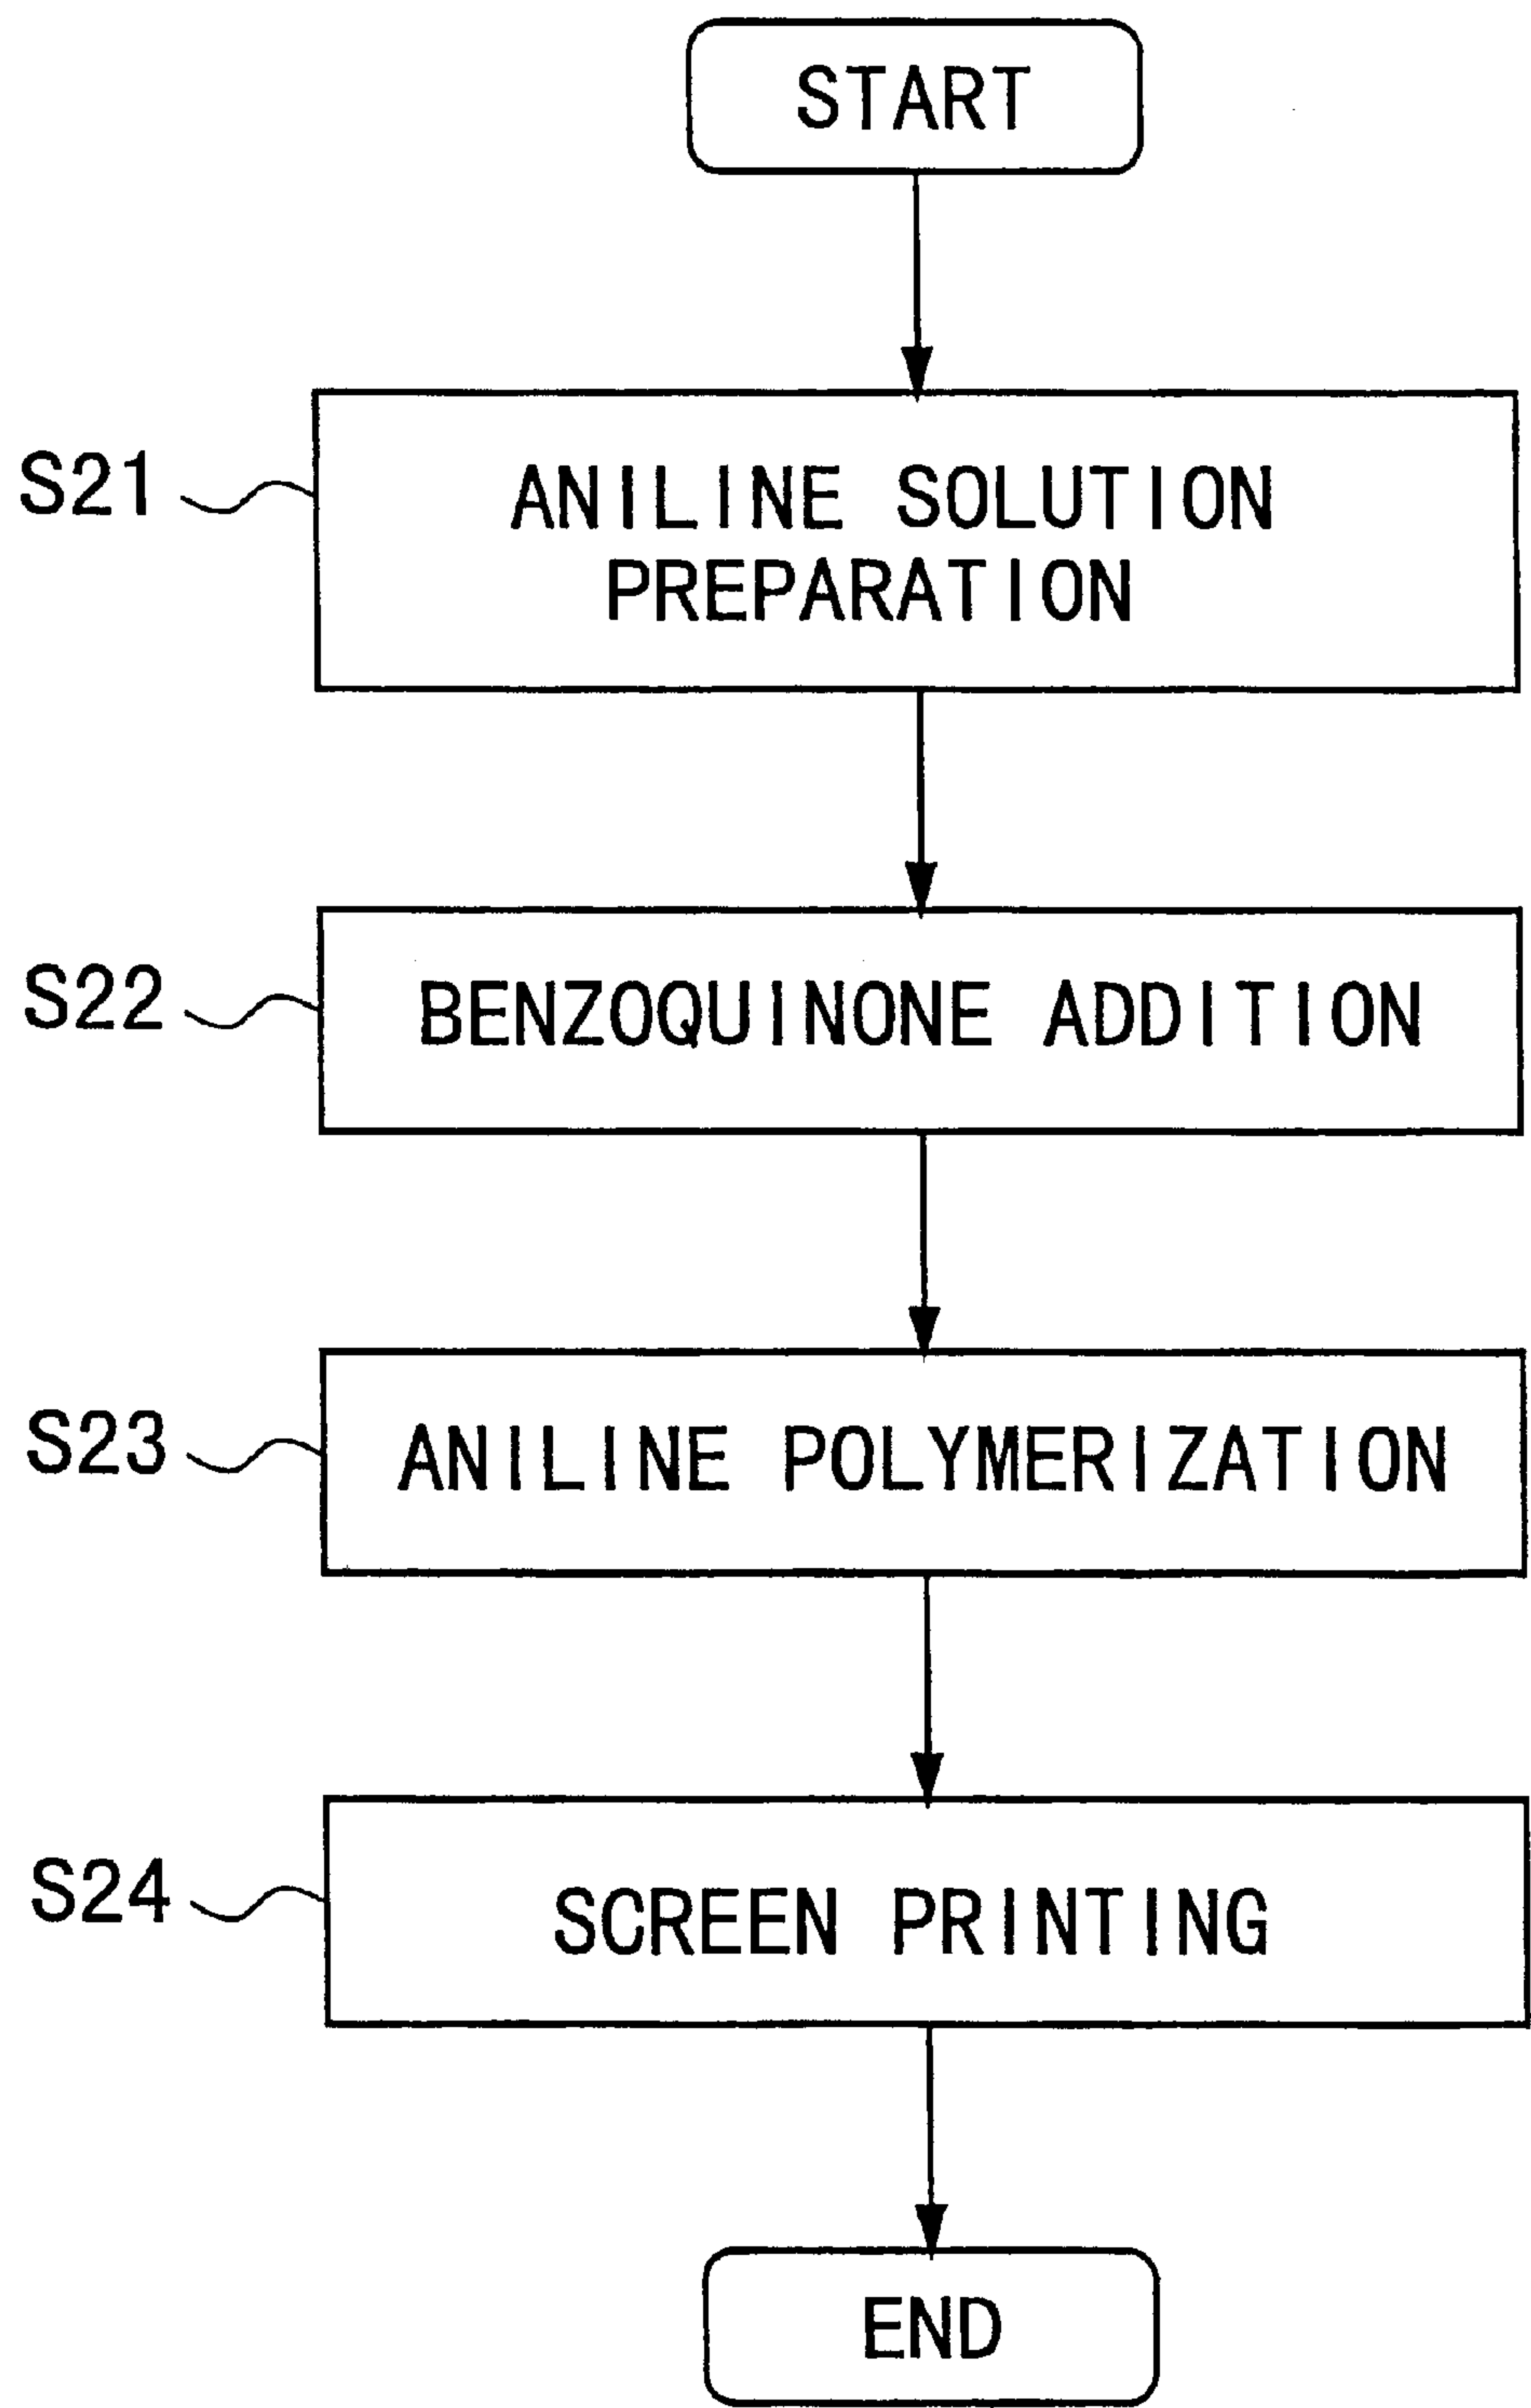 START
S21
ANILINE SOLUTION
PREPARATION
S22
BENZOQUINONE ADDITION
S23
ANILINE POLYMERIZATION
S24
SCREEN PRINTING
END